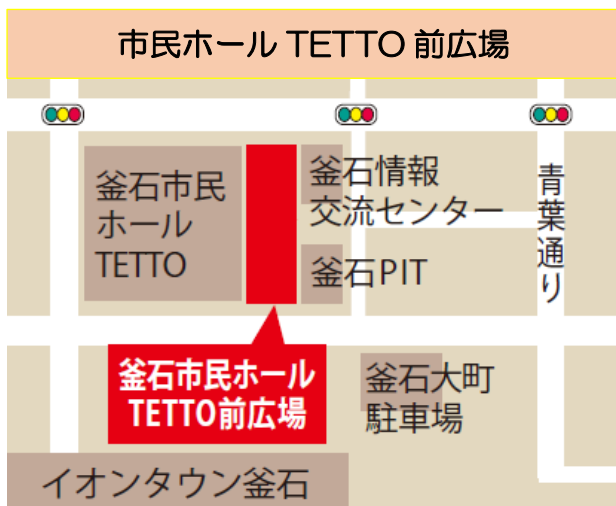 市民ホール TETTO 前広場
釜石市民
ホール
TETTO
釜石情報
交流センター
釜石PIT
青葉通り
釜石市民ホール
TETTO前広場
釜石大町
駐車場
イオンタウン釜石